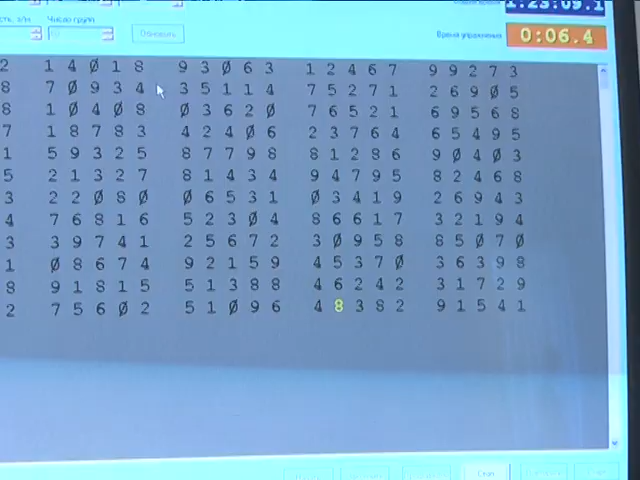 1:23:09.1
сть, зн/м Число групп
Обновить Время упражнения 0:06.4
2 1 4 Ø 1 8 9 3 Ø 6 3 1 2 4 6 7 9 9 2 7 3
8 7 Ø 9 3 4 3 5 1 1 4 7 5 2 7 1 2 6 9 Ø 5
8 1 Ø 4 Ø 8 Ø 3 6 2 Ø 7 6 5 2 1 6 9 5 6 8
7 1 8 7 8 3 4 2 4 Ø 6 2 3 7 6 4 6 5 4 9 5
1 5 9 3 2 5 8 7 7 9 8 8 1 2 8 6 9 Ø 4 Ø 3
5 2 1 3 2 7 8 1 4 3 4 9 4 7 9 5 8 2 4 6 8
3 2 2 Ø 8 Ø Ø 6 5 3 1 Ø 3 4 1 9 2 6 9 4 3
4 7 6 8 1 6 5 2 3 Ø 4 8 6 6 1 7 3 2 1 9 4
3 3 9 7 4 1 2 5 6 7 2 3 Ø 9 5 8 8 5 Ø 7 Ø
1 Ø 8 6 7 4 9 2 1 5 9 4 5 3 7 Ø 3 6 3 9 8
8 9 1 8 1 5 5 1 3 8 8 4 6 2 4 2 3 1 7 2 9
2 7 5 6 Ø 2 5 1 Ø 9 6 4 8 3 8 2 9 1 5 4 1
Стоп